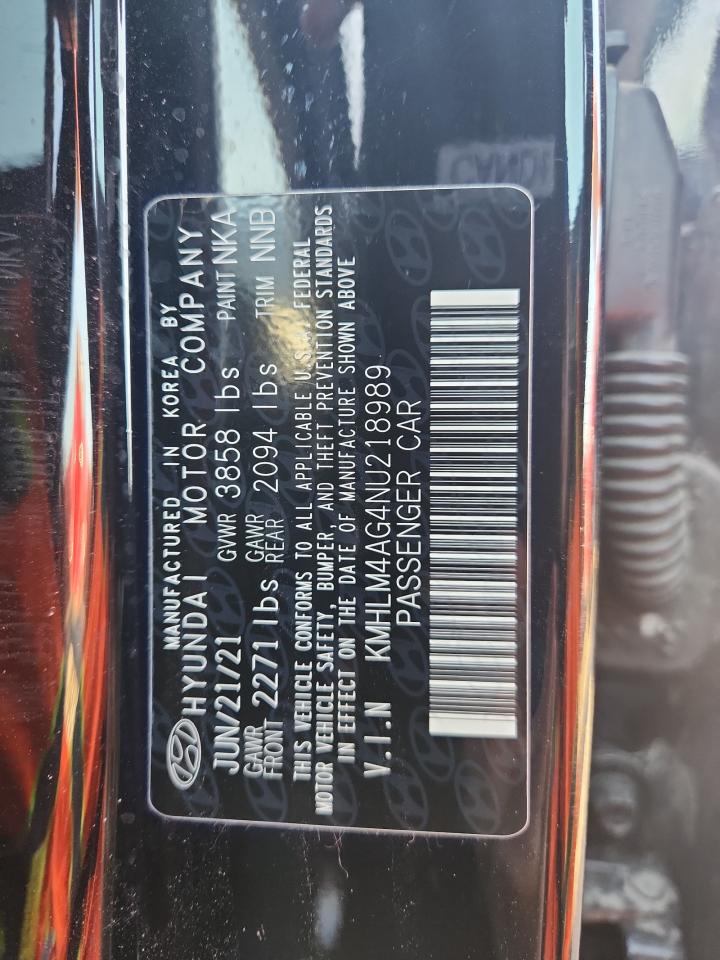 MANUFACTURED IN KOREA BY
HYUNDAI MOTOR COMPANY
JUN/21/21 GVWR 3858 lbs PAINT NKA
GAWR FRONT 2271 lbs GAWR REAR 2094 lbs TRIM NNB
THIS VEHICLE CONFORMS TO ALL APPLICABLE U.S.A. FEDERAL
MOTOR VEHICLE SAFETY, BUMPER, AND THEFT PREVENTION STANDARDS
IN EFFECT ON THE DATE OF MANUFACTURE SHOWN ABOVE
V.I.N KMHLM4AG4NU218989
PASSENGER CAR